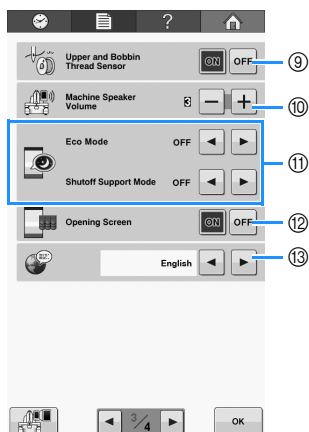 ?
Upper and Bobbin
Thread Sensor
ON OFF ⑨
Machine Speaker
Volume
3 − + ⑩
Eco Mode OFF ◀ ▶
⑪
Shutoff Support Mode OFF ◀ ▶
Opening Screen ON OFF ⑫
English ◀ ▶ ⑬
◀ 3/4 ▶ OK